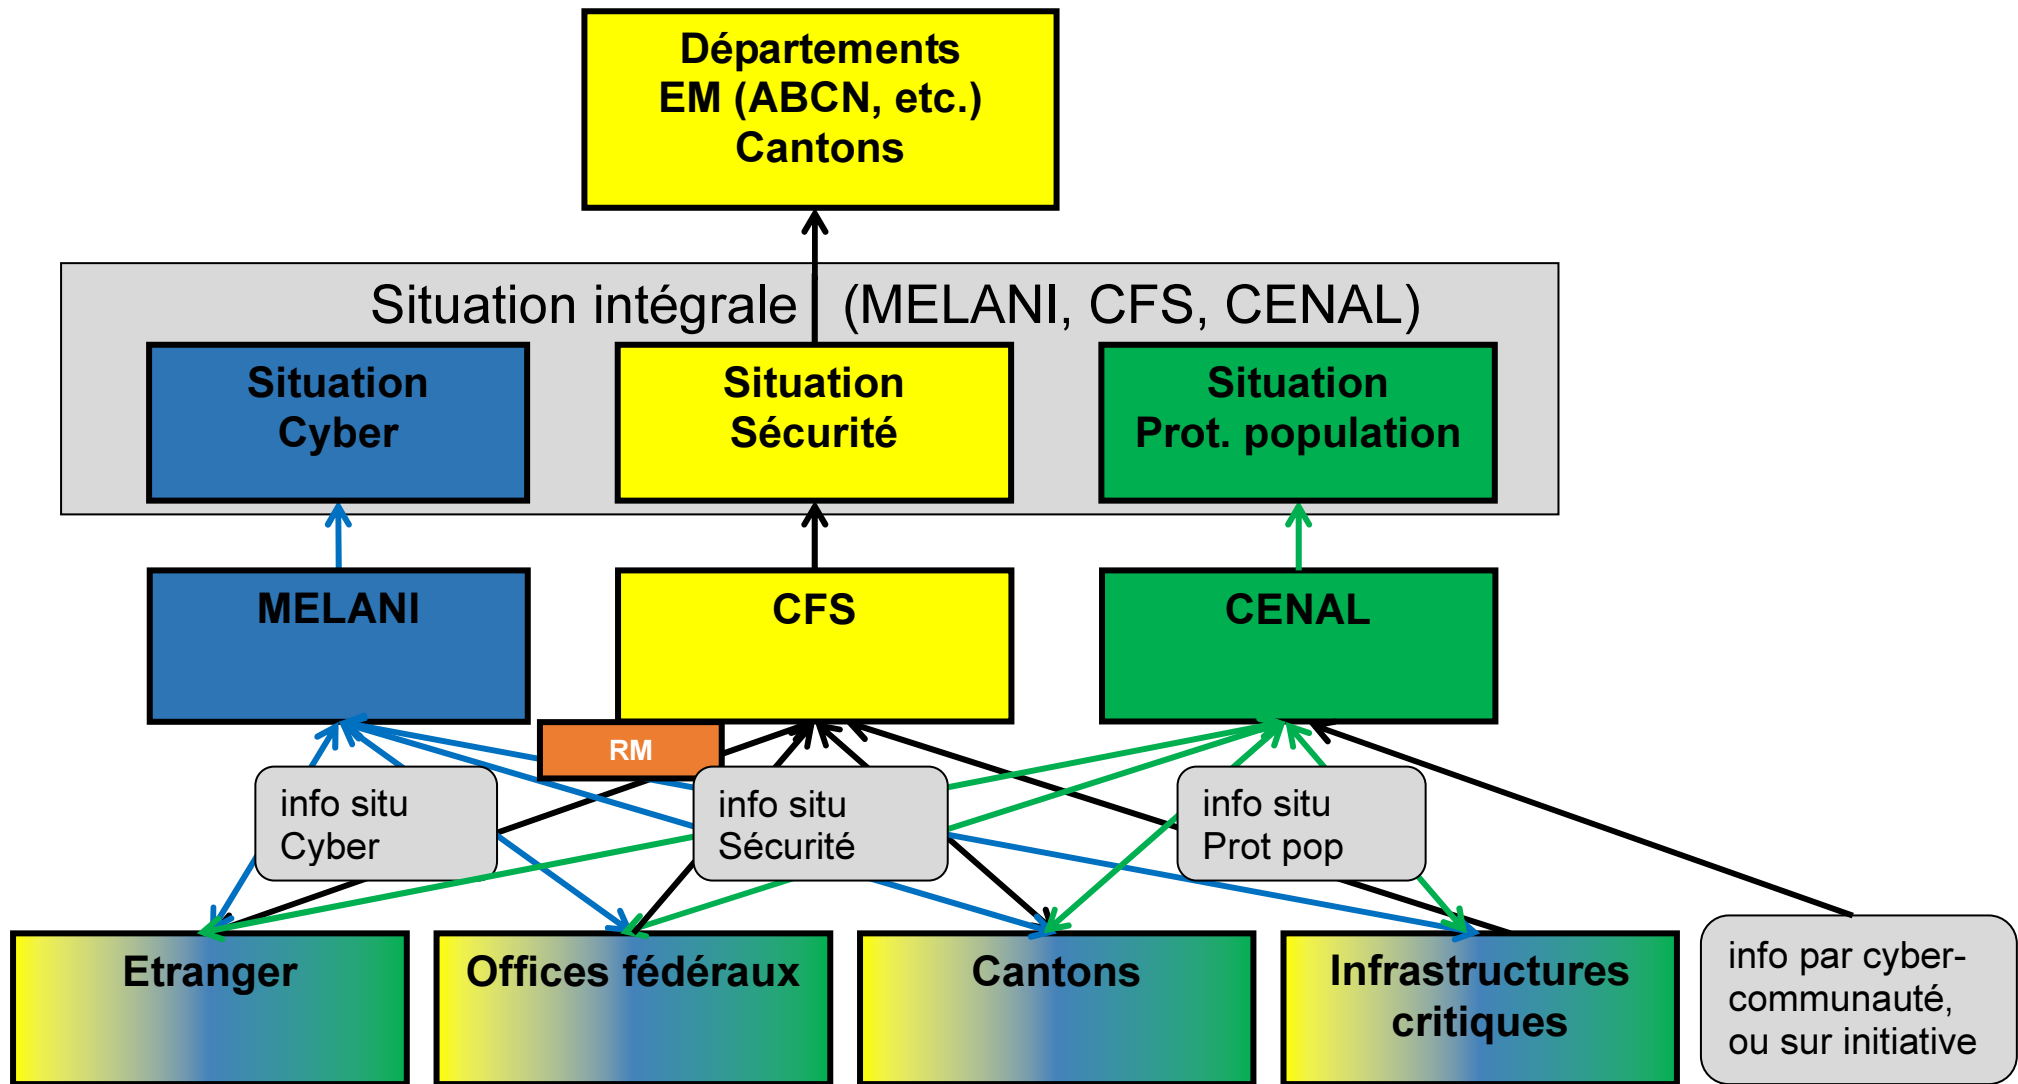 Départements
EM (ABCN, etc.)
Cantons
Situation intégrale (MELANI, CFS, CENAL)
Situation
Cyber
Situation
Sécurité
Situation
Prot. population
MELANI
CFS
CENAL
RM
info situ
Cyber
info situ
Sécurité
info situ
Prot pop
Etranger
Offices fédéraux
Cantons
Infrastructures
critiques
info par cyber-
communauté,
ou sur initiative